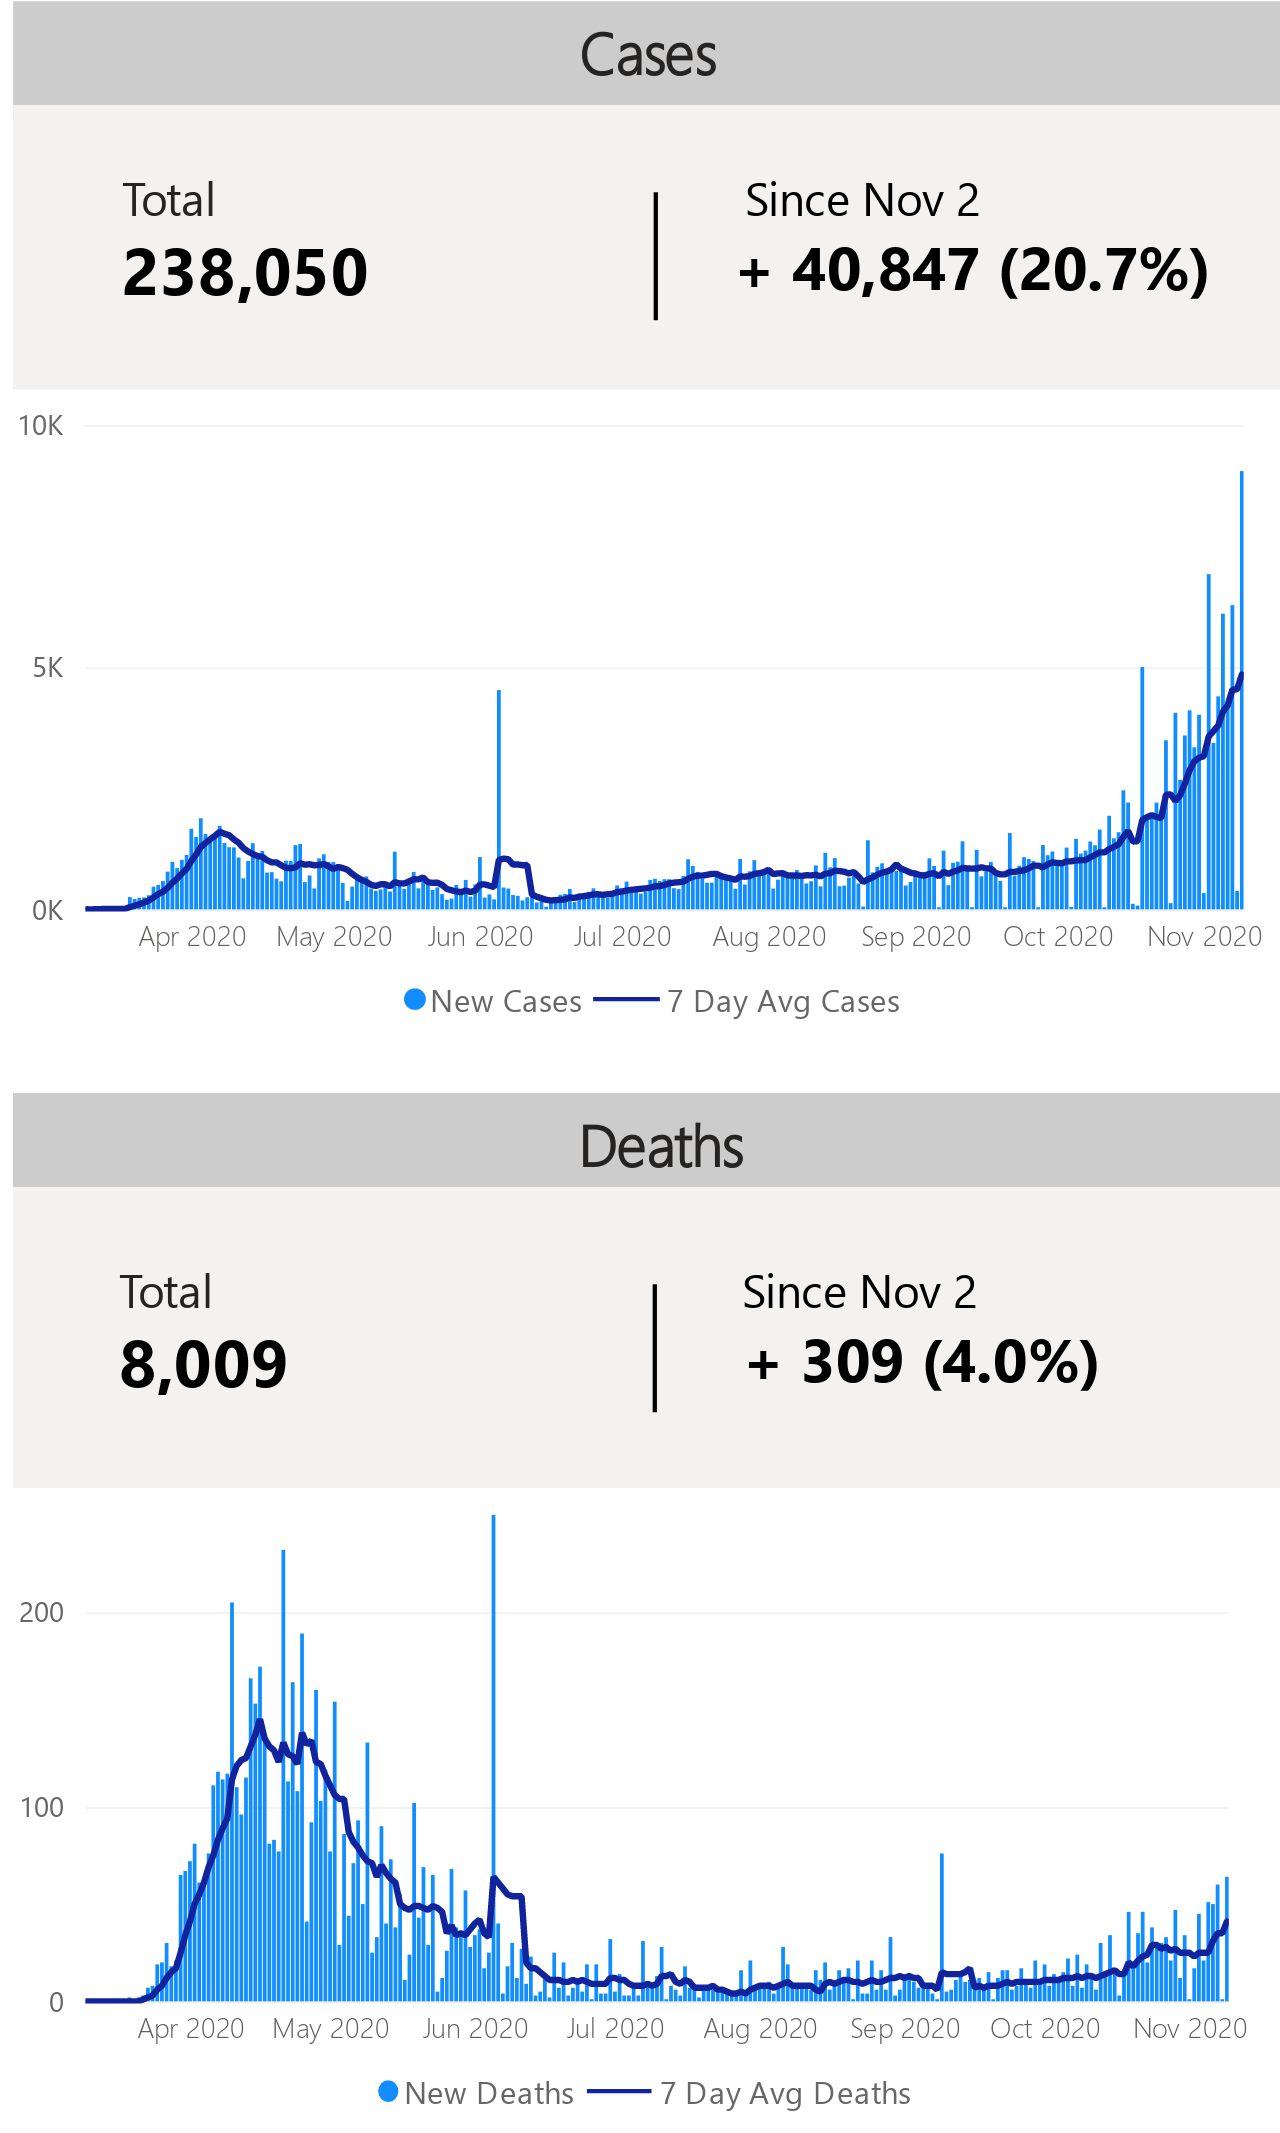 Cases
Total
Since Nov 2
238,050
+ 40,847 (20.7%)
10K
5K
0K
Apr 2020 May 2020 Jun 2020 Jul 2020 Aug 2020 Sep 2020 Oct 2020 Nov 2020
New Cases 7 Day Avg Cases
Deaths
Total
Since Nov 2
8,009
+ 309 (4.0%)
200
100
0
Apr 2020 May 2020 Jun 2020 Jul 2020 Aug 2020 Sep 2020 Oct 2020 Nov 2020
New Deaths 7 Day Avg Deaths